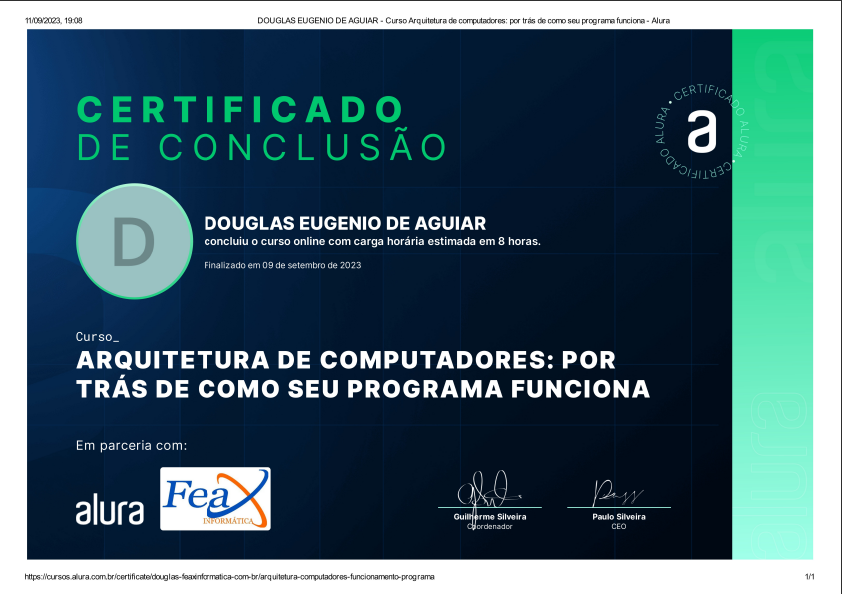 11/09/2023, 19:08
DOUGLAS EUGENIO DE AGUIAR - Curso Arquitetura de computadores: por trás de como seu programa funciona - Alura
CERTIFICADO
DE CONCLUSÃO
• CERTIFICADO ALURA • CERTIFICADO ALURA
a
D
DOUGLAS EUGENIO DE AGUIAR
concluiu o curso online com carga horária estimada em 8 horas.
Finalizado em 09 de setembro de 2023
Curso_
ARQUITETURA DE COMPUTADORES: POR
TRÁS DE COMO SEU PROGRAMA FUNCIONA
Em parceria com:
alura
FeaX
INFORMÁTICA
Guilherme Silveira
Coordenador
Paulo Silveira
CEO
alura
alura
https://cursos.alura.com.br/certificate/douglas-feaxinformatica-com-br/arquitetura-computadores-funcionamento-programa
1/1